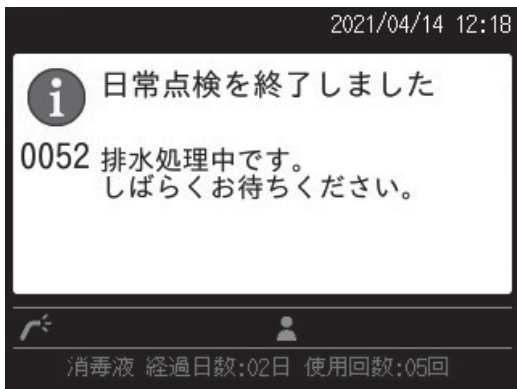 2021/04/14 12:18
日常点検を終了しました
0052 排水処理中です。
しばらくお待ちください。
消毒液 経過日数:02日 使用回数:05回